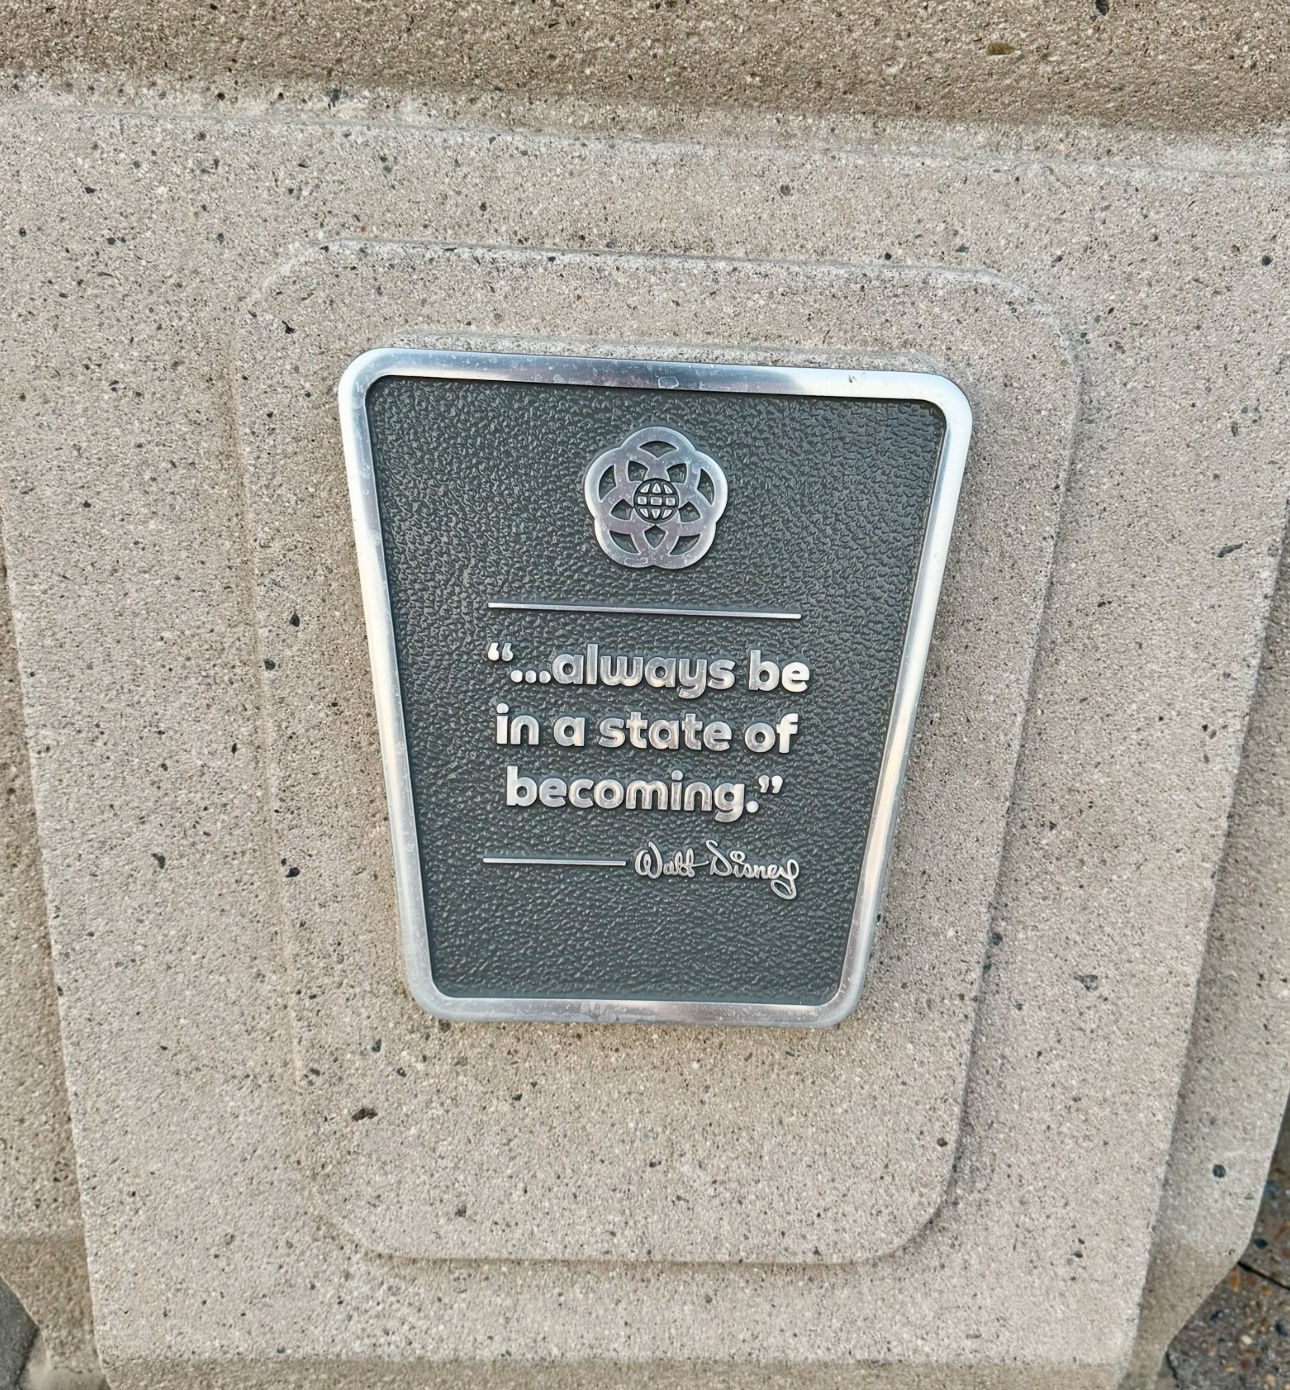 “...always be
in a state of
becoming.”
Walt Disney